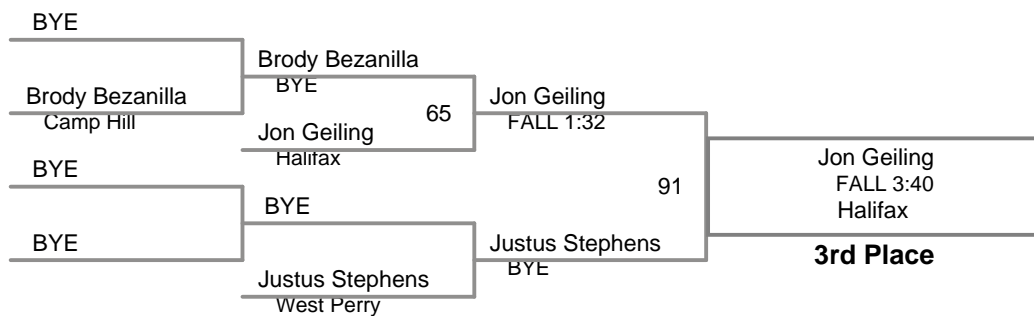 BYE
Brody Bezanilla
Camp Hill
BYE
BYE
Brody Bezanilla
BYE
65
Jon Geiling
Halifax
BYE
Justus Stephens
West Perry
Jon Geiling
FALL 1:32
91
Justus Stephens
BYE
Jon Geiling
FALL 3:40
Halifax
3rd Place